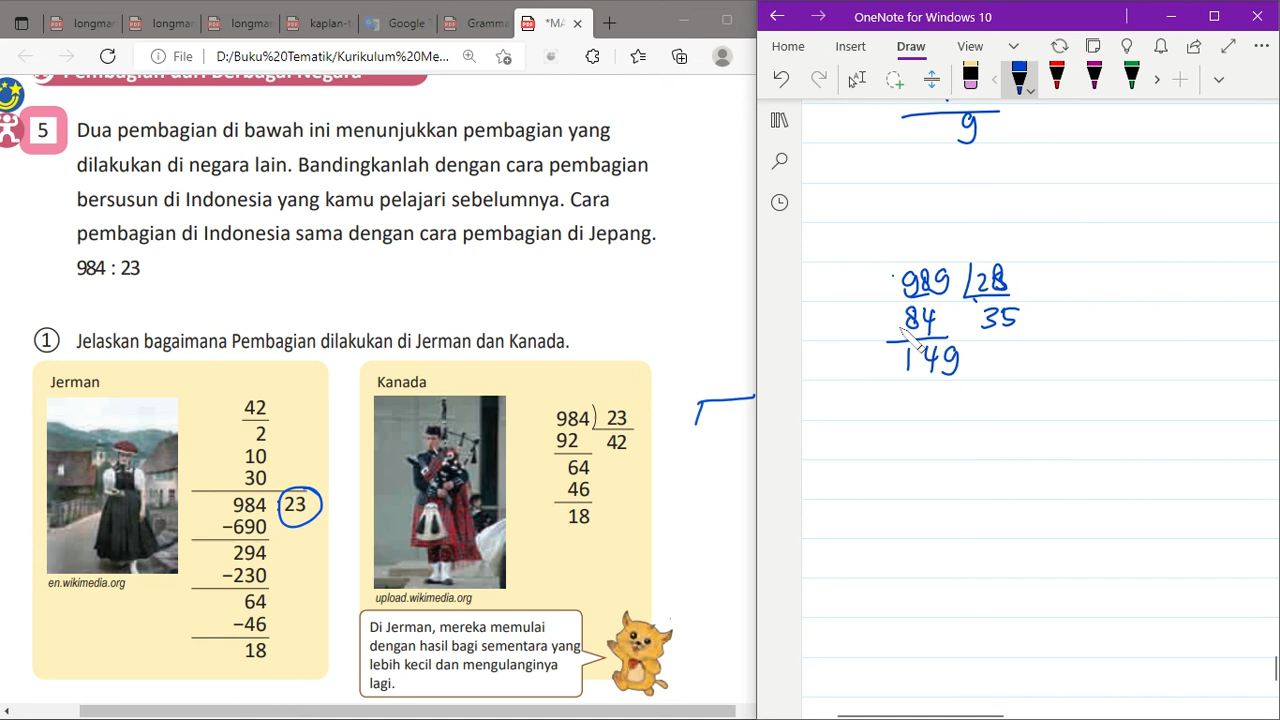 longmar
longmar
longmar
kaplan-t
Google T
Gramma
*MA
OneNote for Windows 10
File
D:/Buku%20Tematik/Kurikulum%20Me...
Home
Insert
Draw
View
Pembagian dari Berbagai Negara
5
Dua pembagian di bawah ini menunjukkan pembagian yang
dilakukan di negara lain. Bandingkanlah dengan cara pembagian
bersusun di Indonesia yang kamu pelajari sebelumnya. Cara
pembagian di Indonesia sama dengan cara pembagian di Jepang.
984 : 23
1 Jelaskan bagaimana Pembagian dilakukan di Jerman dan Kanada.
Jerman
42
2
10
30
984 : 23
−690
294
−230
64
−46
18
en.wikimedia.org
Kanada
984) 23
92 42
64
46
18
upload.wikimedia.org
Di Jerman, mereka memulai
dengan hasil bagi sementara yang
lebih kecil dan mengulanginya
lagi.
9
989 28
84 35
149